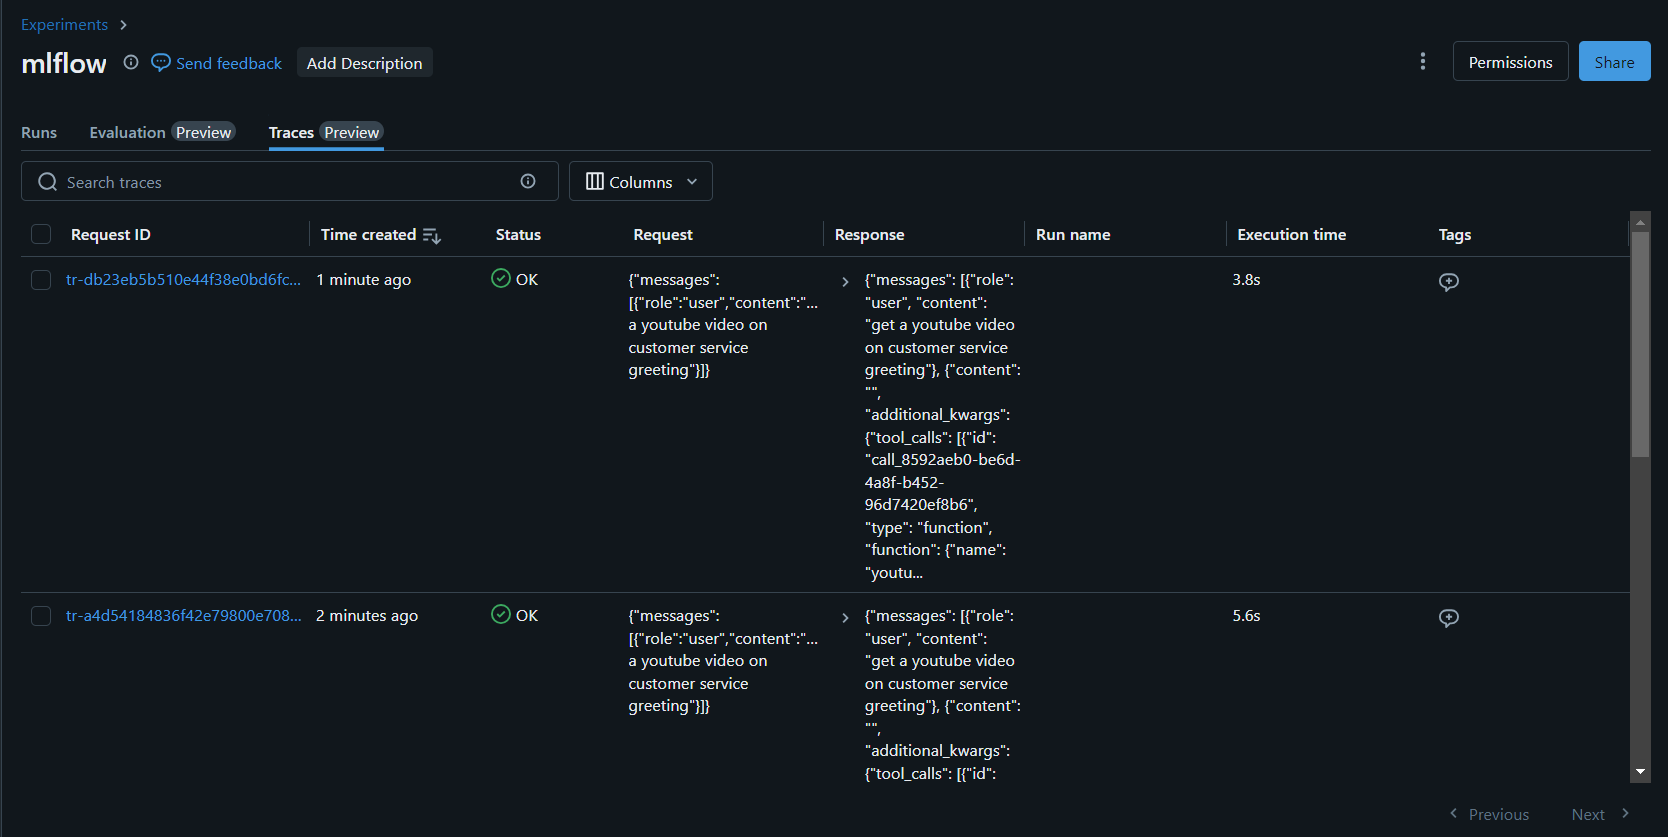 Experiments
mlflow Send feedback Add Description Permissions Share
Runs Evaluation Preview Traces Preview
Search traces Columns
Request ID Time created Status Request Response Run name Execution time Tags
tr-db23eb5b510e44f38e0bd6fc... 1 minute ago OK 3.8s
{"messages":
[{"role":"user","content":"...
a youtube video on
customer service
greeting"}]}
{"messages": [{"role":
"user", "content":
"get a youtube video
on customer service
greeting"}, {"content":
"",
"additional_kwargs":
{"tool_calls": [{"id":
"call_8592aeb0-be6d-
4a8f-b452-
96d7420ef8b6",
"type": "function",
"function": {"name":
"youtu...
tr-a4d54184836f42e79800e708... 2 minutes ago OK 5.6s
{"messages":
[{"role":"user","content":"...
a youtube video on
customer service
greeting"}]}
{"messages": [{"role":
"user", "content":
"get a youtube video
on customer service
greeting"}, {"content":
"",
"additional_kwargs":
{"tool_calls": [{"id":
Previous Next